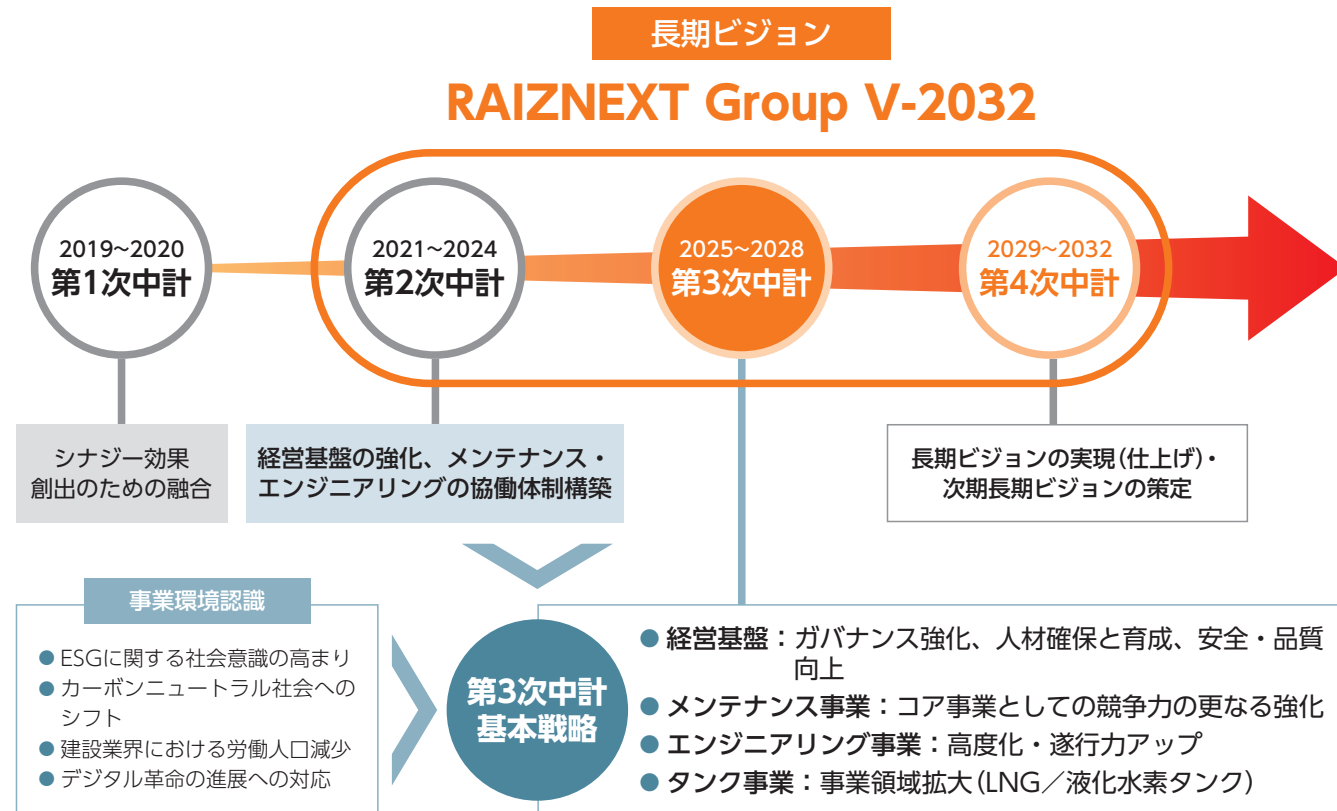 長期ビジョン
RAIZNEXT Group V-2032
2019~2020
第1次中計
2021~2024
第2次中計
2025~2028
第3次中計
2029~2032
第4次中計
シナジー効果
創出のための融合
経営基盤の強化、メンテナンス・
エンジニアリングの協働体制構築
長期ビジョンの実現(仕上げ)・
次期長期ビジョンの策定
事業環境認識
● ESGに関する社会意識の高まり
● カーボンニュートラル社会への
シフト
● 建設業界における労働人口減少
● デジタル革命の進展への対応
第3次中計
基本戦略
● 経営基盤：ガバナンス強化、人材確保と育成、安全・品質
向上
● メンテナンス事業：コア事業としての競争力の更なる強化
● エンジニアリング事業：高度化・遂行力アップ
● タンク事業：事業領域拡大(LNG／液化水素タンク)